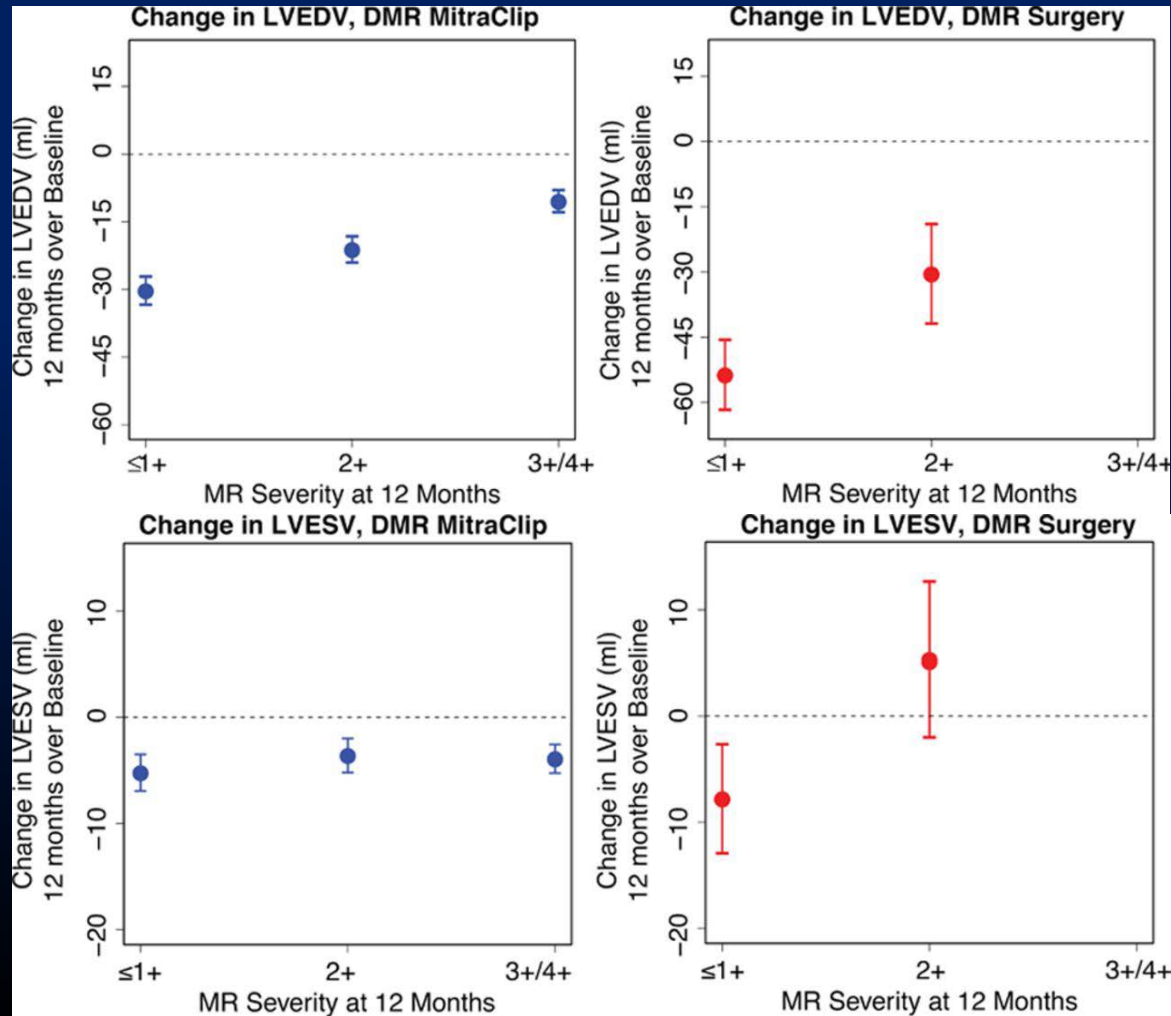 Change in LVEDV, DMR MitraClip
Change in LVEDV (ml)
12 months over Baseline
15
0
−15
−30
−45
−60
≤1+
2+
3+/4+
MR Severity at 12 Months
Change in LVEDV, DMR Surgery
Change in LVEDV (ml)
12 months over Baseline
15
0
−15
−30
−45
−60
≤1+
2+
3+/4+
MR Severity at 12 Months
Change in LVESV, DMR MitraClip
Change in LVESV (ml)
12 months over Baseline
10
0
−10
−20
≤1+
2+
3+/4+
MR Severity at 12 Months
Change in LVESV, DMR Surgery
Change in LVESV (ml)
12 months over Baseline
10
0
−10
−20
≤1+
2+
3+/4+
MR Severity at 12 Months